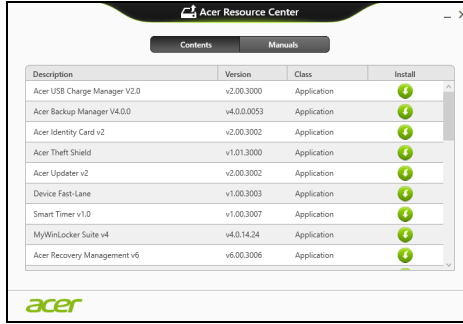 Acer Resource Center
Contents Manuals
Description Version Class Install
Acer USB Charge Manager V2.0 v2.00.3000 Application
Acer Backup Manager V4.0.0 v4.0.0.0053 Application
Acer Identity Card v2 v2.00.3002 Application
Acer Theft Shield v1.01.3000 Application
Acer Updater v2 v2.00.3002 Application
Device Fast-Lane v1.00.3003 Application
Smart Timer v1.0 v1.00.3007 Application
MyWinLocker Suite v4 v4.0.14.24 Application
Acer Recovery Management v6 v6.00.3006 Application
acer